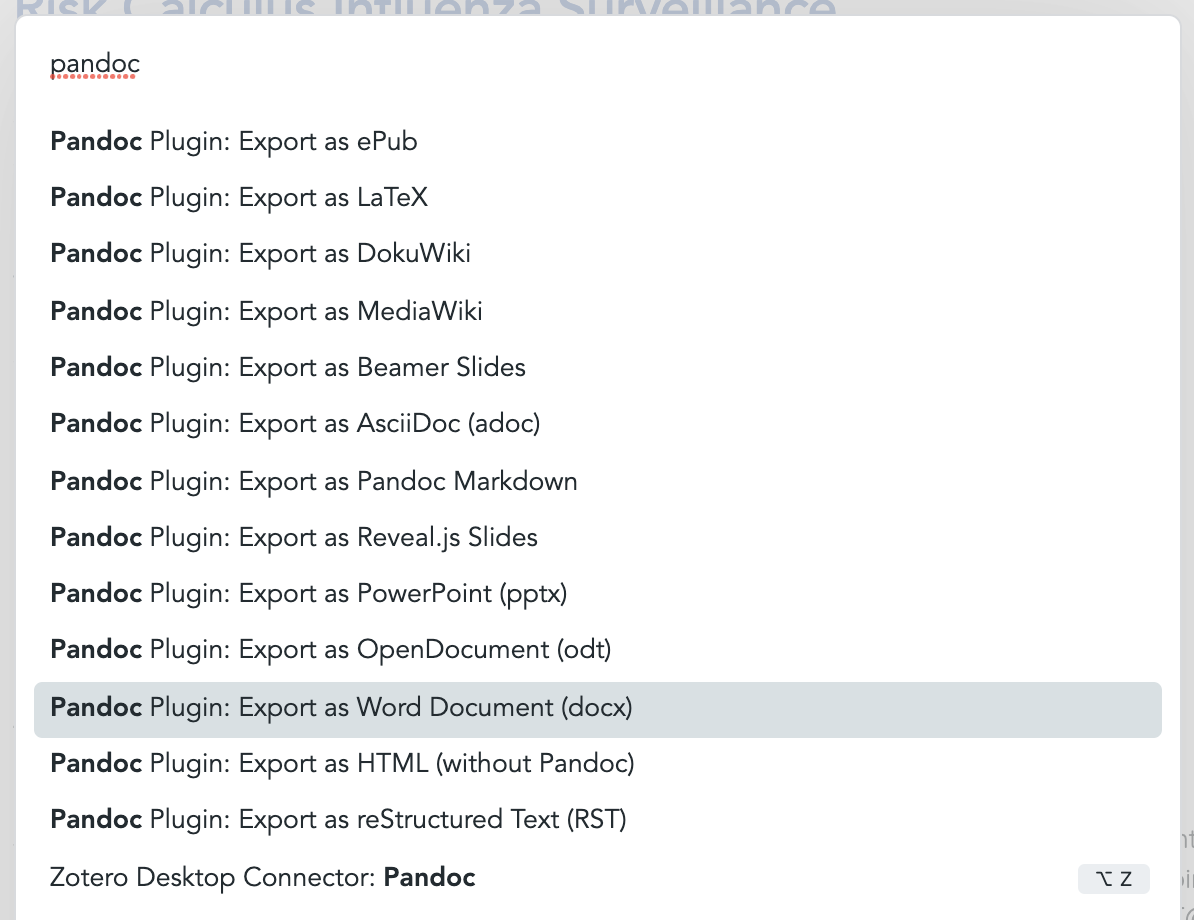 Risk Calculus Influenza Surveillance
pandoc
Pandoc Plugin: Export as ePub
Pandoc Plugin: Export as LaTeX
Pandoc Plugin: Export as DokuWiki
Pandoc Plugin: Export as MediaWiki
Pandoc Plugin: Export as Beamer Slides
Pandoc Plugin: Export as AsciiDoc (adoc)
Pandoc Plugin: Export as Pandoc Markdown
Pandoc Plugin: Export as Reveal.js Slides
Pandoc Plugin: Export as PowerPoint (pptx)
Pandoc Plugin: Export as OpenDocument (odt)
Pandoc Plugin: Export as Word Document (docx)
Pandoc Plugin: Export as HTML (without Pandoc)
Pandoc Plugin: Export as reStructured Text (RST)
Zotero Desktop Connector: Pandoc ⌥ Z